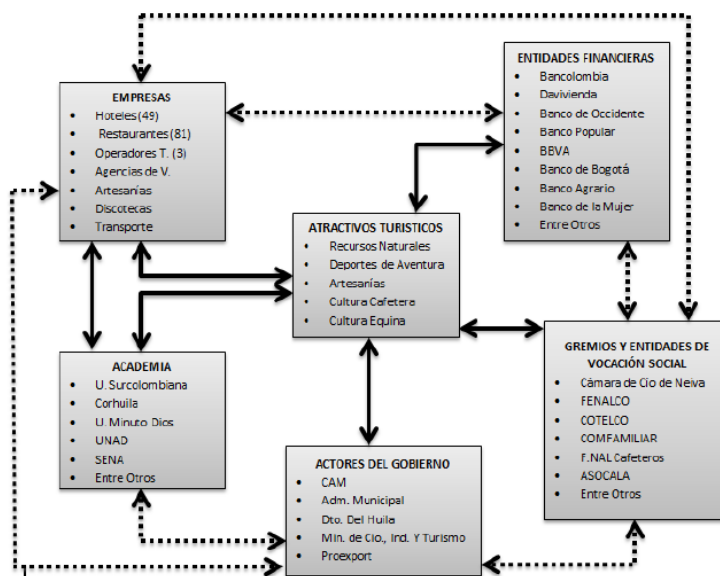 EMPRESAS
Hoteles (49)
Restaurantes (81)
Operadores T. (3)
Agencias de V.
Artesanías
Discotecas
Transporte
ENTIDADES FINANCIERAS
Bancolombia
Davivienda
Banco de Occidente
Banco Popular
BBVA
Banco de Bogotá
Banco Agrario
Banco de la Mujer
Entre Otros
ATRACTIVOS TURISTICOS
Recursos Naturales
Deportes de Aventura
Artesanías
Cultura Cafetera
Cultura Equina
ACADEMIA
U. Surcolombiana
Corhuila
U. Minuto Dios
UNAD
SENA
Entre Otros
ACTORES DEL GOBIERNO
CAM
Adm. Municipal
Dto. Del Huila
Min. de Cio., Ind. Y Turismo
Proexport
GREMIOS Y ENTIDADES DE
VOCACIÓN SOCIAL
Cámara de Cio de Neiva
FENALCO
COTELCO
COMFAMILIAR
F.NAL Cafeteros
ASOCALA
Entre Otros